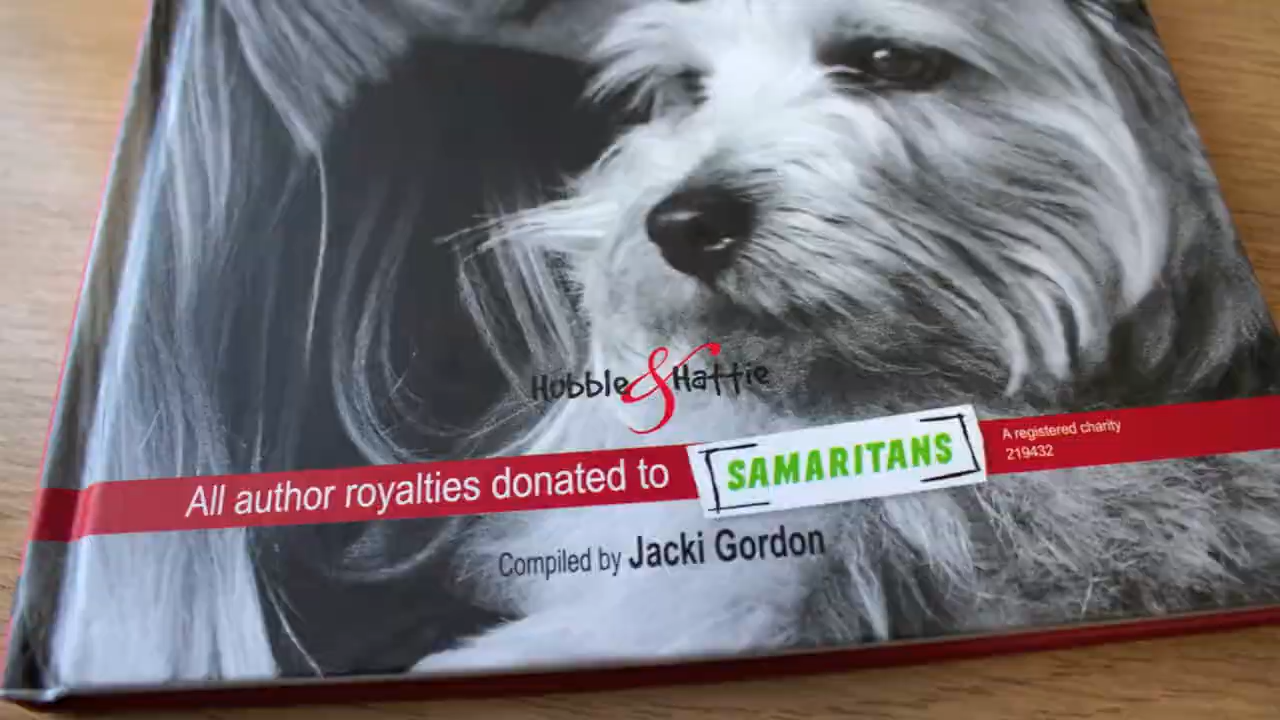 Hubble & Hattie
All author royalties donated to SAMARITANS
A registered charity
219432
Compiled by Jacki Gordon